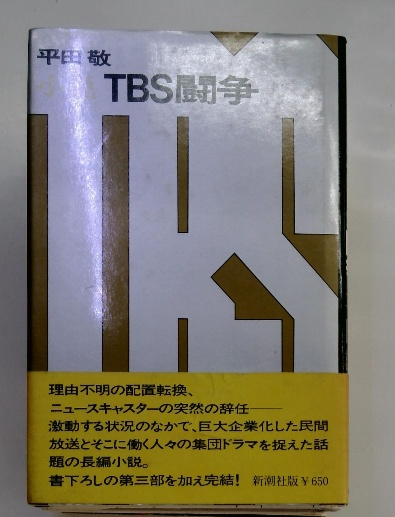 平田 敬
TBS闘争
理由不明の配置転換、
ニュースキャスターの突然の辞任――
激動する状況のなかで、巨大企業化した民間
放送とそこに働く人々の集団ドラマを捉えた話
題の長編小説。
書下ろしの第三部を加え完結! 新潮社版 ¥650